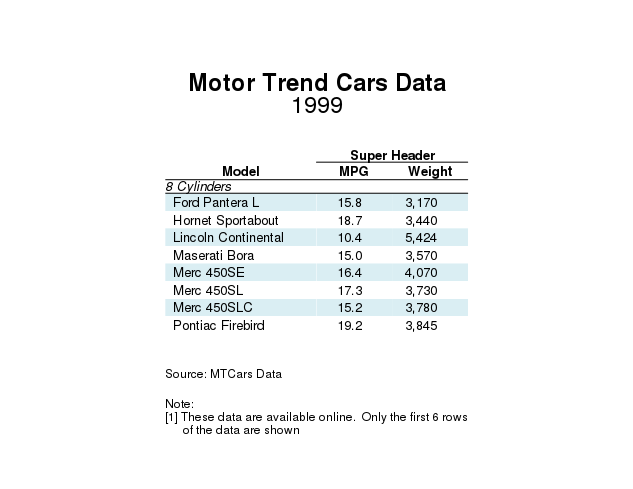 Motor Trend Cars Data
1999
Super Header
Model MPG Weight
8 Cylinders
Ford Pantera L 15.8 3,170
Hornet Sportabout 18.7 3,440
Lincoln Continental 10.4 5,424
Maserati Bora 15.0 3,570
Merc 450SE 16.4 4,070
Merc 450SL 17.3 3,730
Merc 450SLC 15.2 3,780
Pontiac Firebird 19.2 3,845
Source: MTCars Data
Note:
[1] These data are available online. Only the first 6 rows
of the data are shown